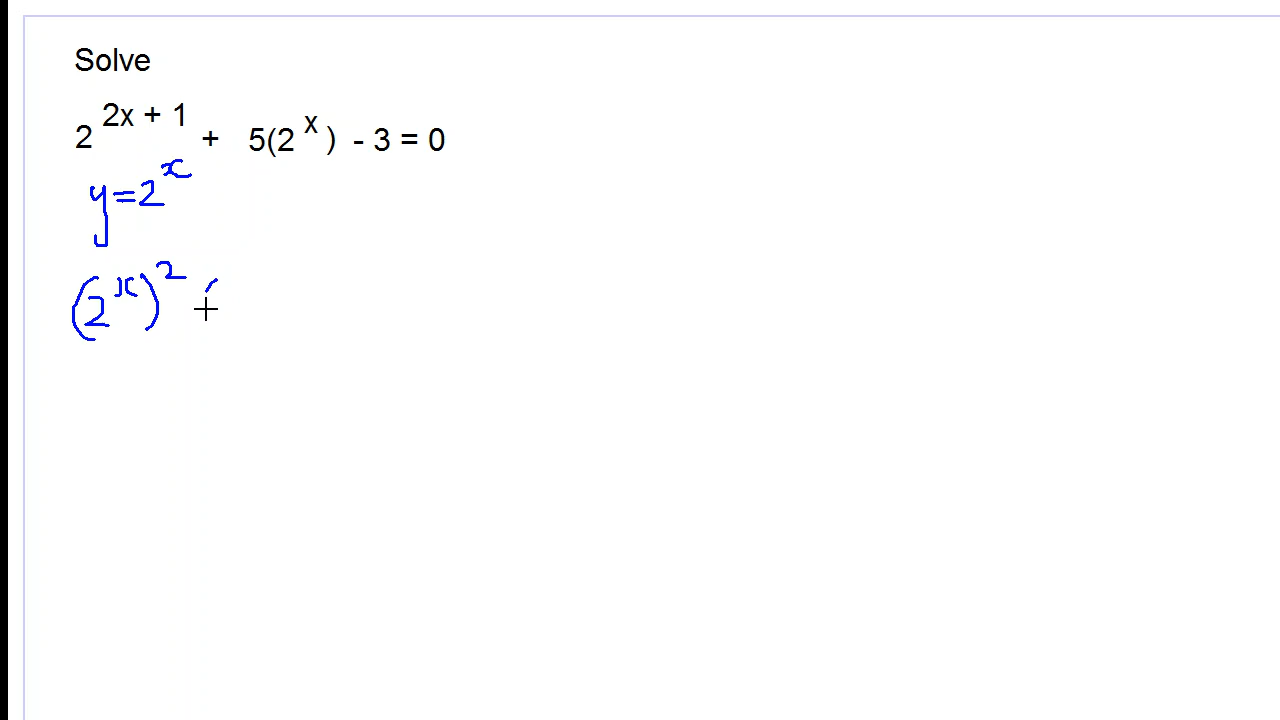 Solve
2^(2x + 1) + 5(2^x) - 3 = 0
y=2^x
(2^x)^2 (